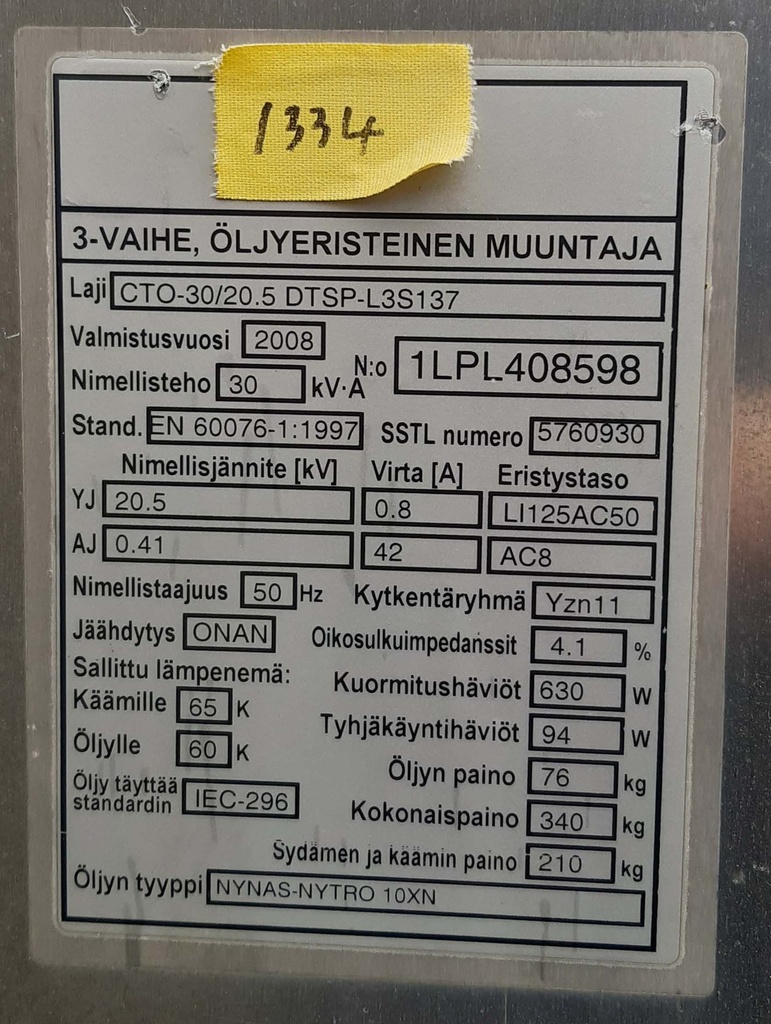 1334
3-VAIHE, ÖLJYERISTEINEN MUUNTAJA
Laji CTO-30/20.5 DTSP-L3S137
Valmistusvuosi 2008
N:o 1LPL408598
Nimellisteho 30 kV·A
Stand. EN 60076-1:1997 SSTL numero 5760930
Nimellisjännite [kV] Virta [A] Eristystaso
YJ 20.5 0.8 LI125AC50
AJ 0.41 42 AC8
Nimellistaajuus 50 Hz Kytkentäryhmä Yzn11
Jäähdytys ONAN Oikosulkuimpedanssit 4.1 %
Sallittu lämpenemä:
Kuormitushäviöt 630 W
Käämille 65 K
Tyhjäkäyntihäviöt 94 W
Öljylle 60 K
Öljyn paino 76 kg
Öljy täyttää
standardin IEC-296
Kokonaispaino 340 kg
Sydämen ja käämin paino 210 kg
Öljyn tyyppi NYNAS-NYTRO 10XN